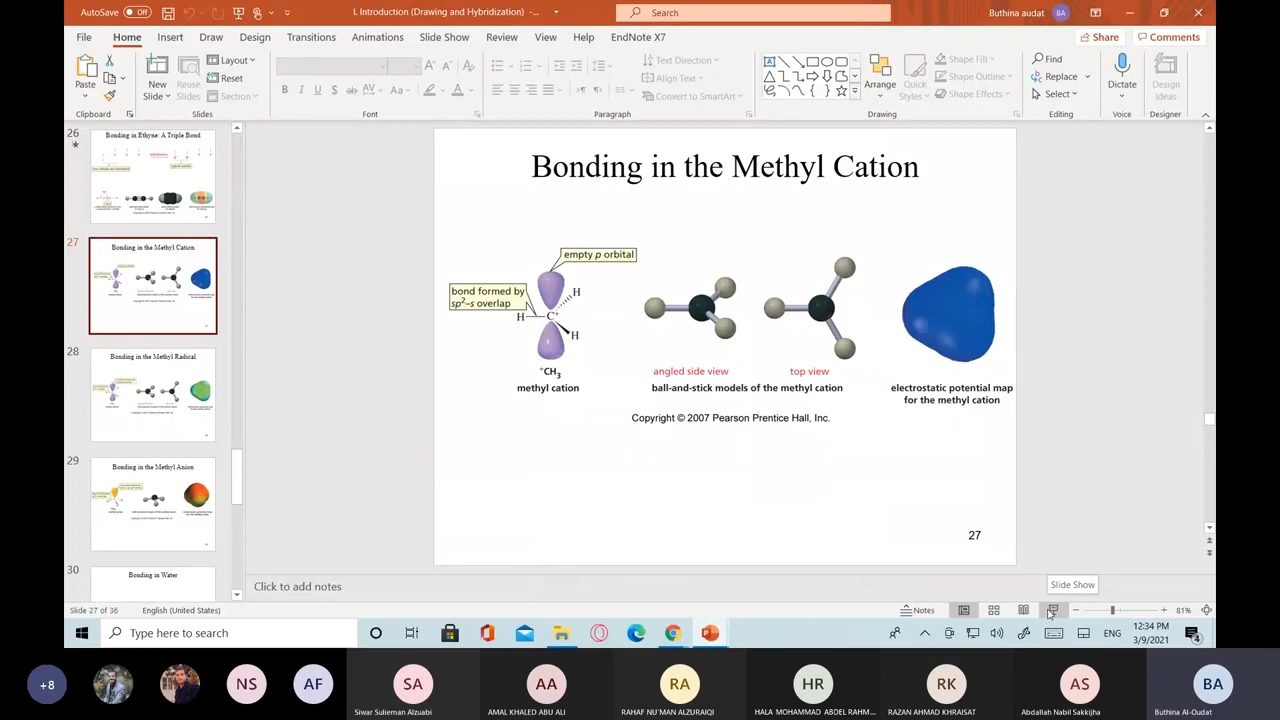 AutoSave Off
I. Introduction (Drawing and Hybridization) -...
Search
Buthina audat BA
File Home Insert Draw Design Transitions Animations Slide Show Review View Help EndNote X7
Share Comments
Paste
New Slide
Reuse Slides
Layout
Reset
Section
Text Direction
Align Text
Convert to SmartArt
Arrange
Quick Styles
Shape Fill
Shape Outline
Shape Effects
Find
Replace
Select
Dictate
Design Ideas
Clipboard Slides Font Paragraph Drawing Editing Voice Designer
26
Bonding in Ethyne: A Triple Bond
27
Bonding in the Methyl Cation
28
Bonding in the Methyl Radical
29
Bonding in the Methyl Anion
30
Bonding in Water
Bonding in the Methyl Cation
empty p orbital
bond formed by
sp²–s overlap
H
H
C+
H
⁺CH₃
methyl cation
angled side view
top view
ball-and-stick models of the methyl cation
electrostatic potential map
for the methyl cation
Copyright © 2007 Pearson Prentice Hall, Inc.
27
Click to add notes
Slide Show
Slide 27 of 36
English (United States)
Notes
81%
Type here to search
ENG
12:34 PM
3/9/2021
4
+8
NS
AF
SA
AA
RA
HR
RK
AS
BA
Siwar Sulieman Alzuabi
AMAL KHALED ABU ALI
RAHAF NU'MAN ALZURAIQI
HALA MOHAMMAD ABDEL RAHM...
RAZAN AHMAD KHRAISAT
Abdallah Nabil Sakkijha
Buthina Al-Oudat